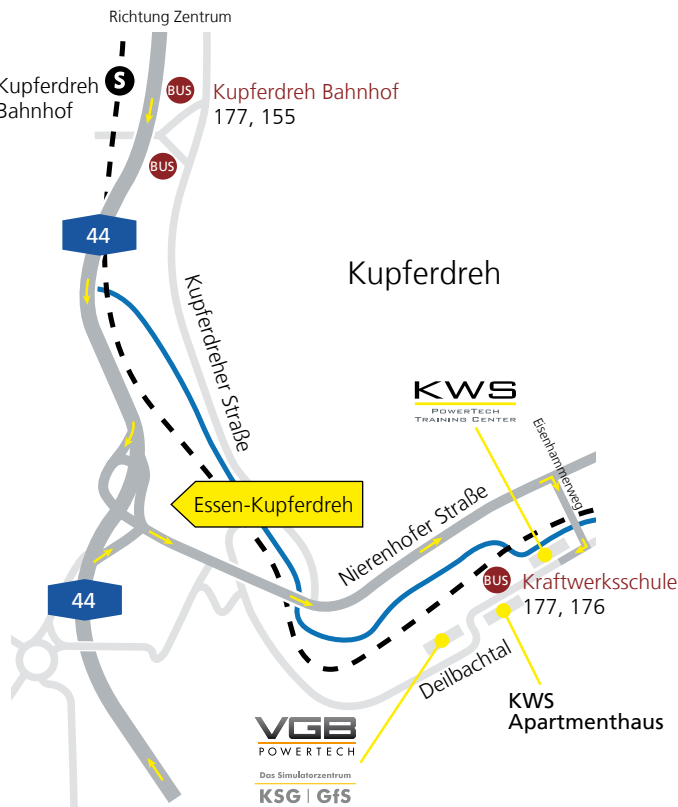 Richtung Zentrum
Kupferdreh
Bahnhof
S
BUS
Kupferdreh Bahnhof
177, 155
BUS
44
Kupferdreh
Kupferdreher Straße
KWS
POWERTECH
TRAINING CENTER
Eisenhammerweg
Essen-Kupferdreh
Nierenhofer Straße
BUS
Kraftwerksschule
177, 176
44
Deilbachtal
KWS
Apartmenthaus
VGB
POWERTECH
Das Simulatorzentrum
KSG | GfS